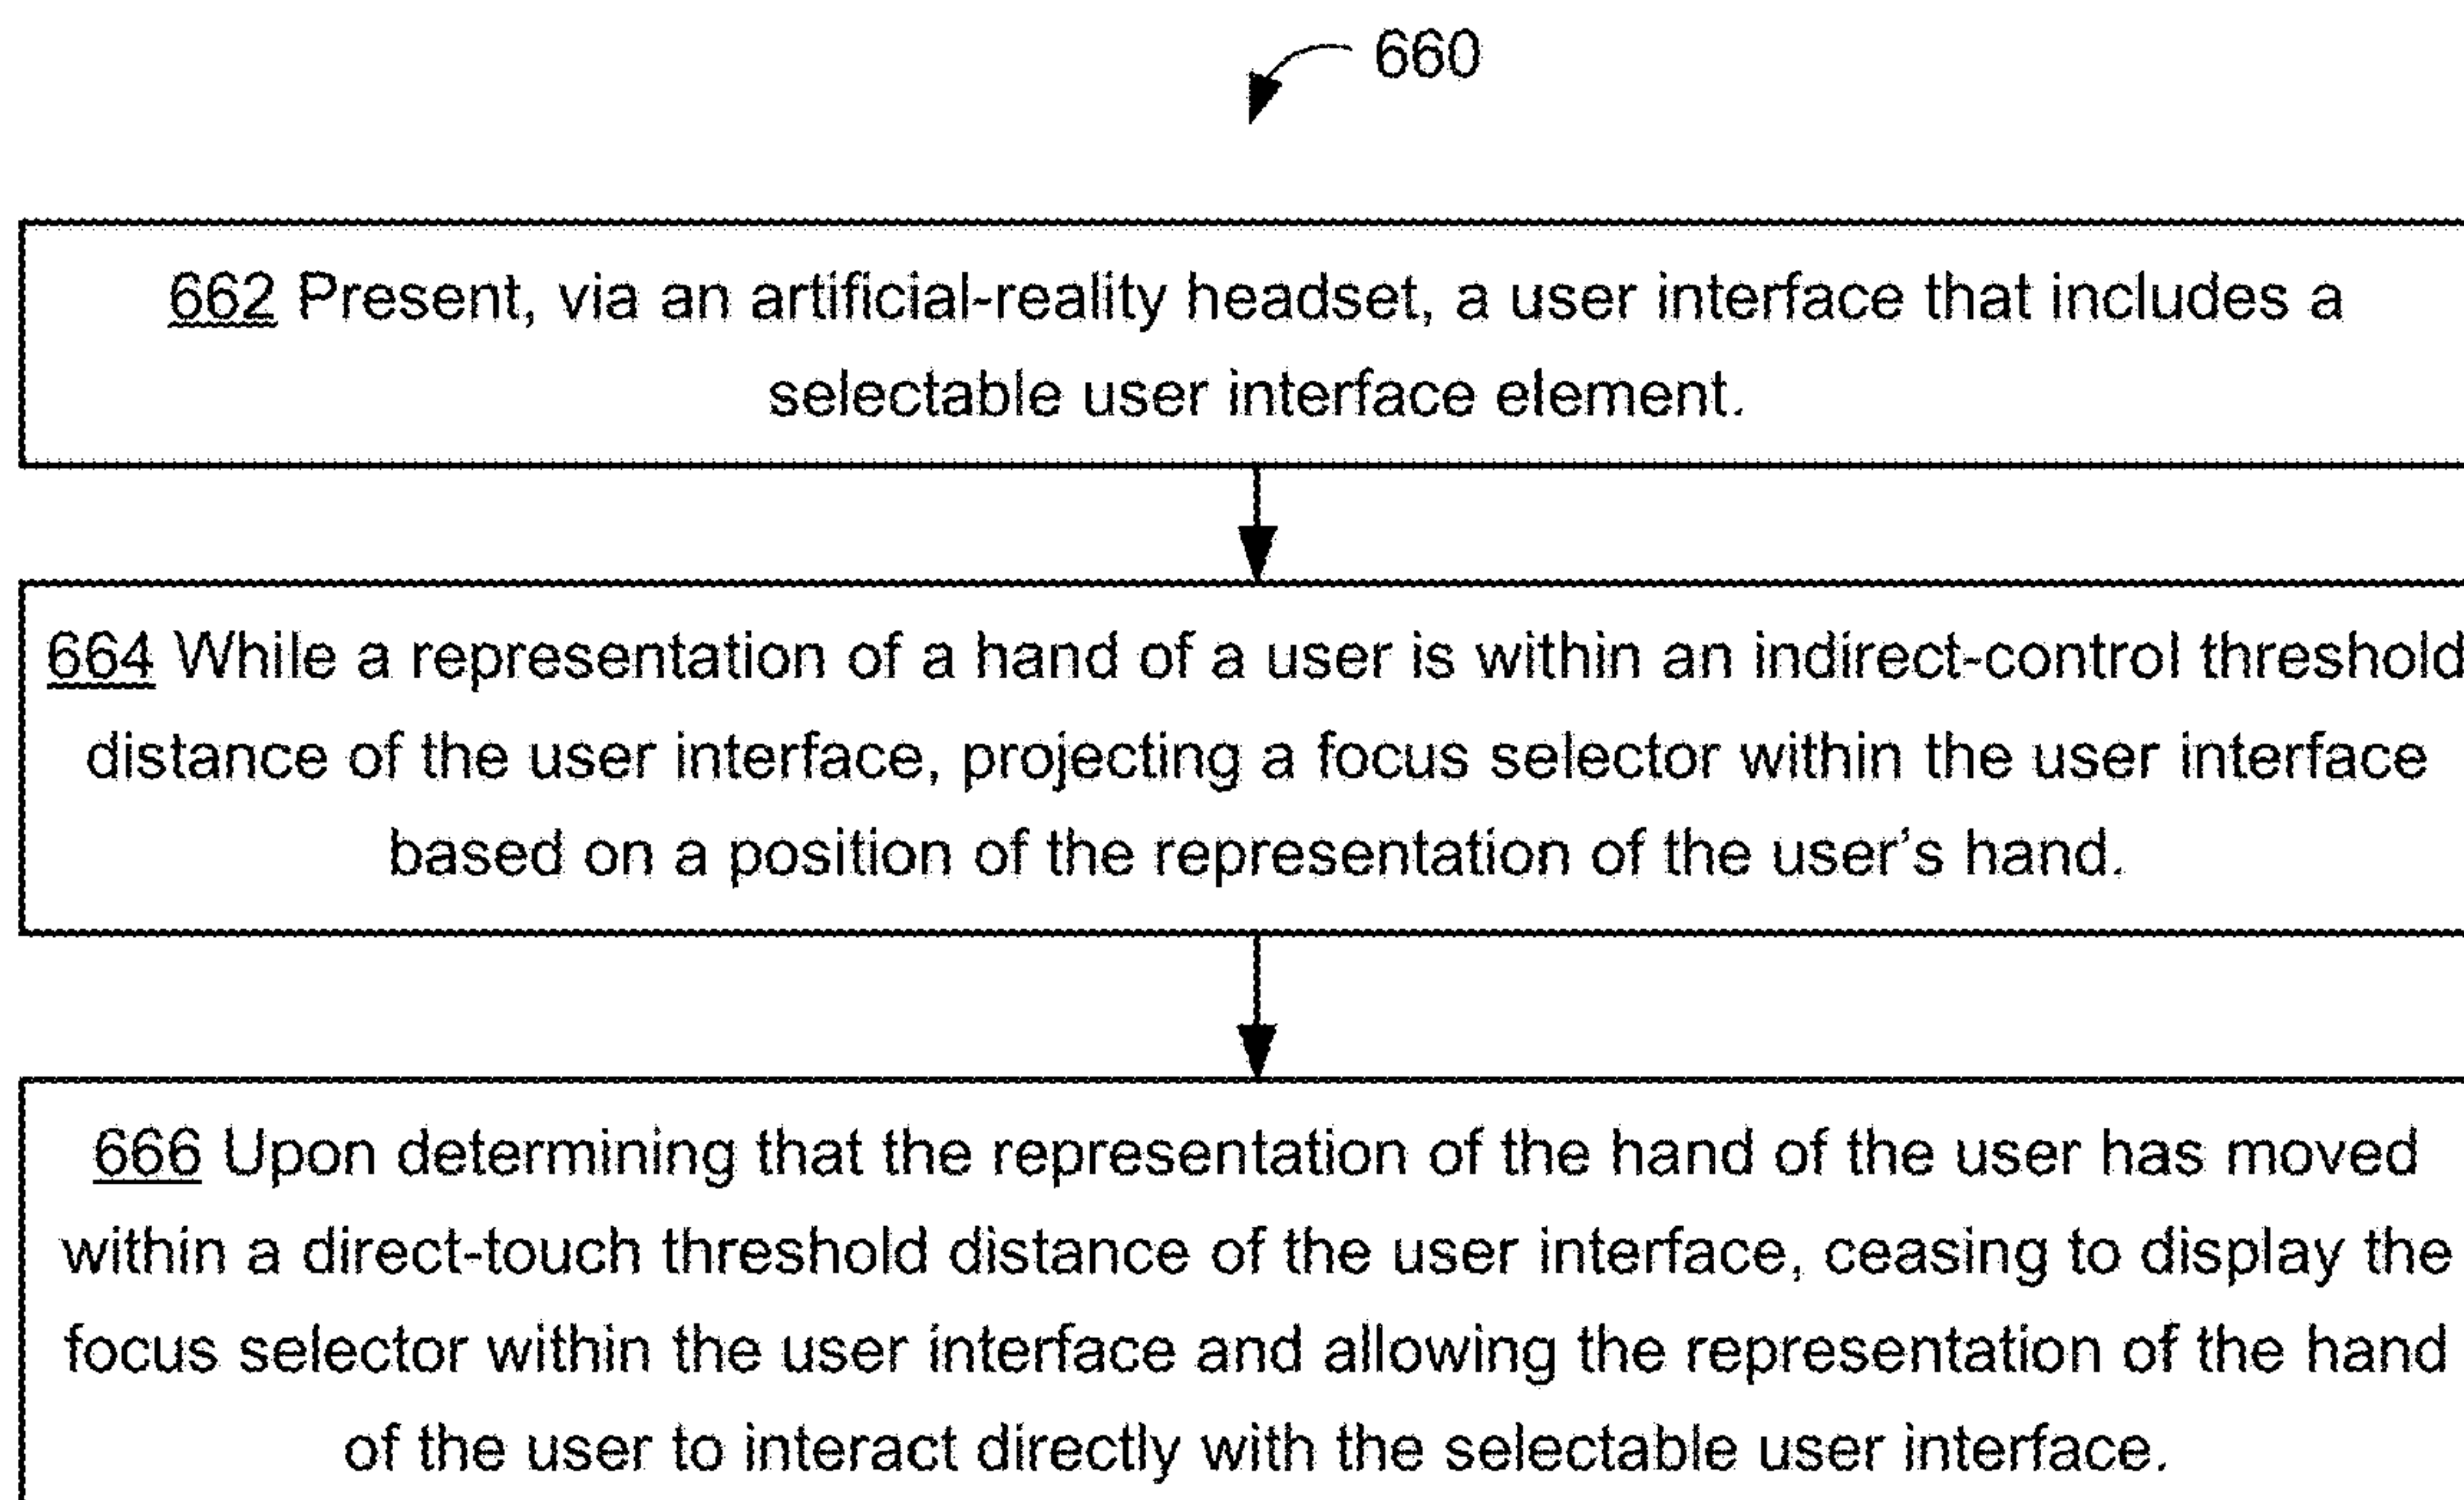 660
662 Present, via an artificial-reality headset, a user interface that includes a
selectable user interface element.
664 While a representation of a hand of a user is within an indirect-control threshold
distance of the user interface, projecting a focus selector within the user interface
based on a position of the representation of the user’s hand.
666 Upon determining that the representation of the hand of the user has moved
within a direct-touch threshold distance of the user interface, ceasing to display the
focus selector within the user interface and allowing the representation of the hand
of the user to interact directly with the selectable user interface.